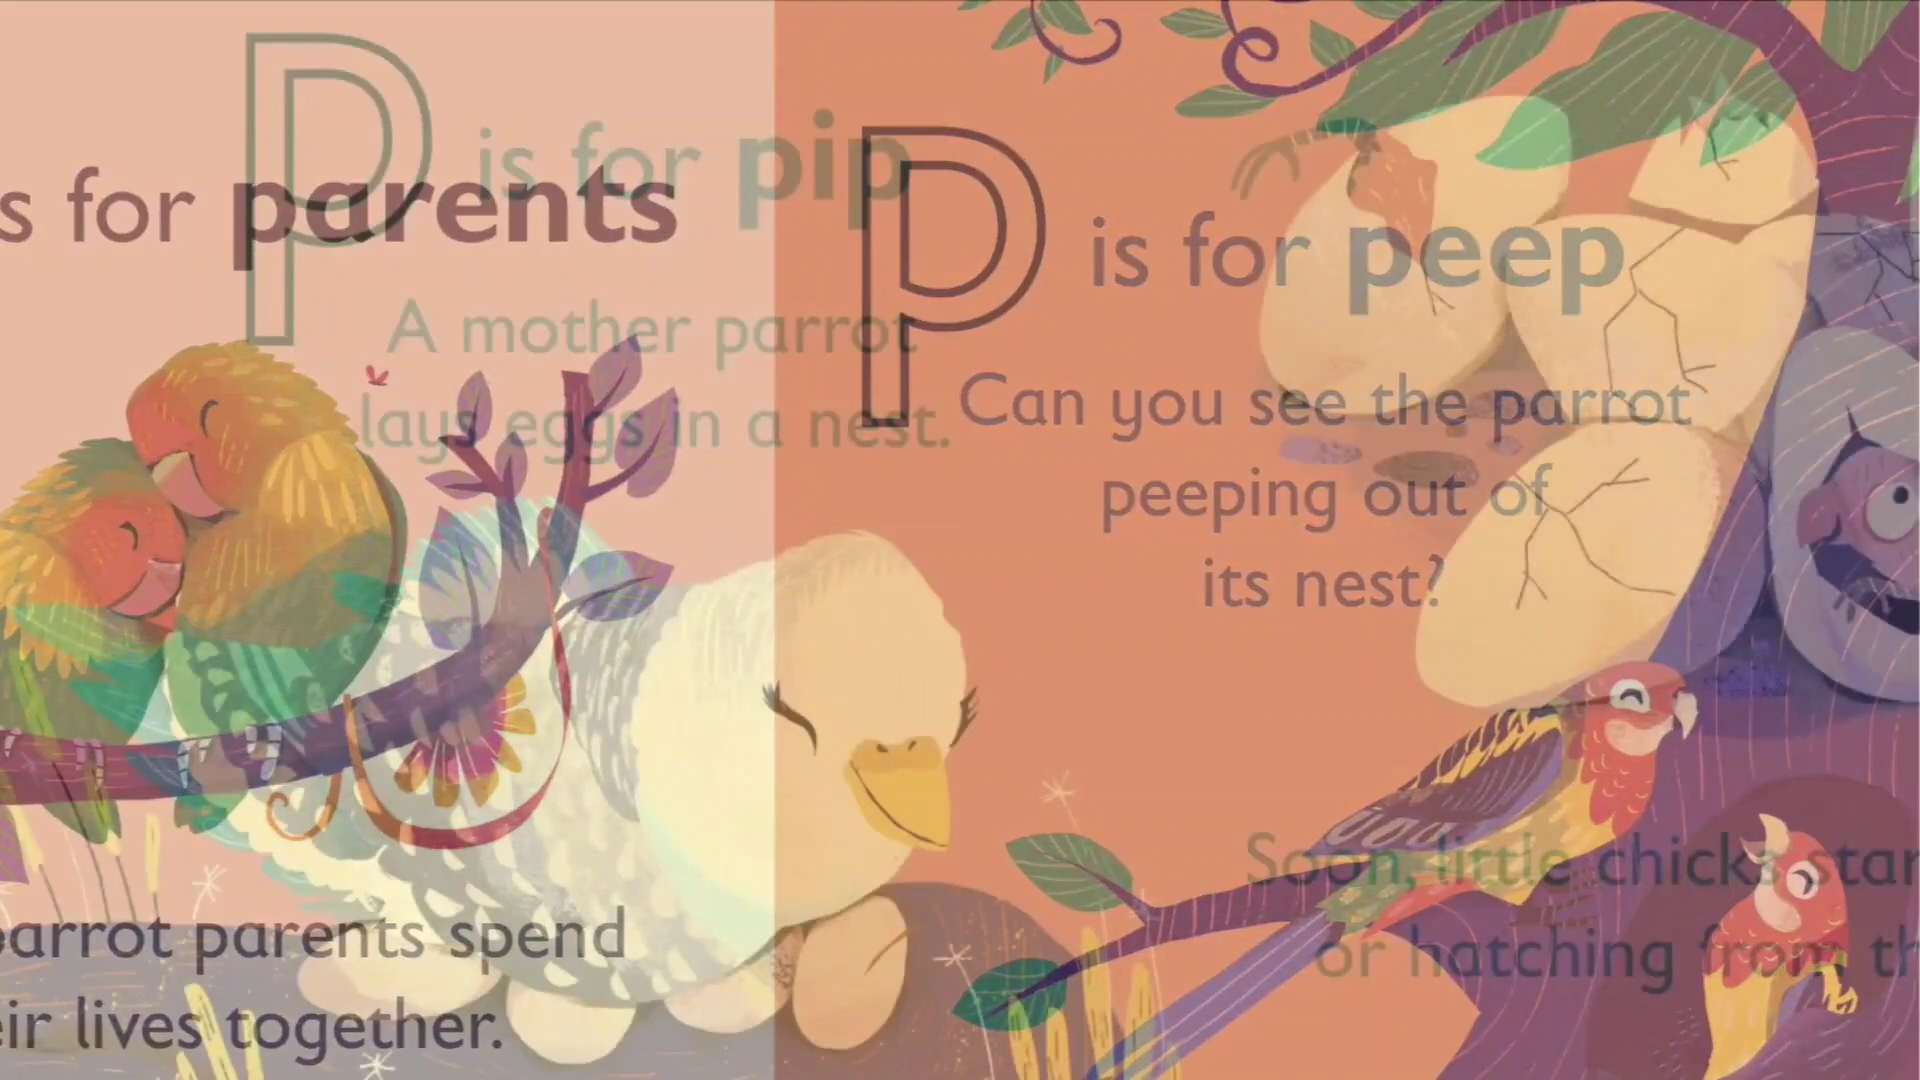 s for parents
parrot parents spend
eir lives together.
P is for pip
A mother parrot
lays eggs in a nest.
P is for peep
Can you see the parrot
peeping out of
its nest?
Soon, little chicks star
or hatching from th